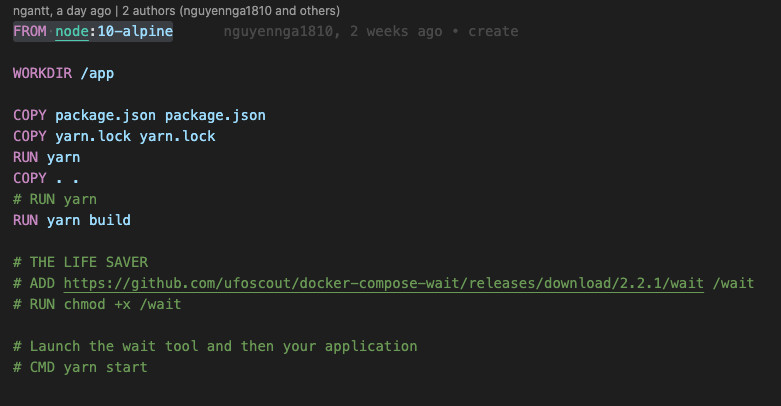 ngantt, a day ago | 2 authors (nguyennga1810 and others)
FROM node:10-alpine nguyennga1810, 2 weeks ago • create
WORKDIR /app
COPY package.json package.json
COPY yarn.lock yarn.lock
RUN yarn
COPY . .
# RUN yarn
RUN yarn build
# THE LIFE SAVER
# ADD https://github.com/ufoscout/docker-compose-wait/releases/download/2.2.1/wait /wait
# RUN chmod +x /wait
# Launch the wait tool and then your application
# CMD yarn start